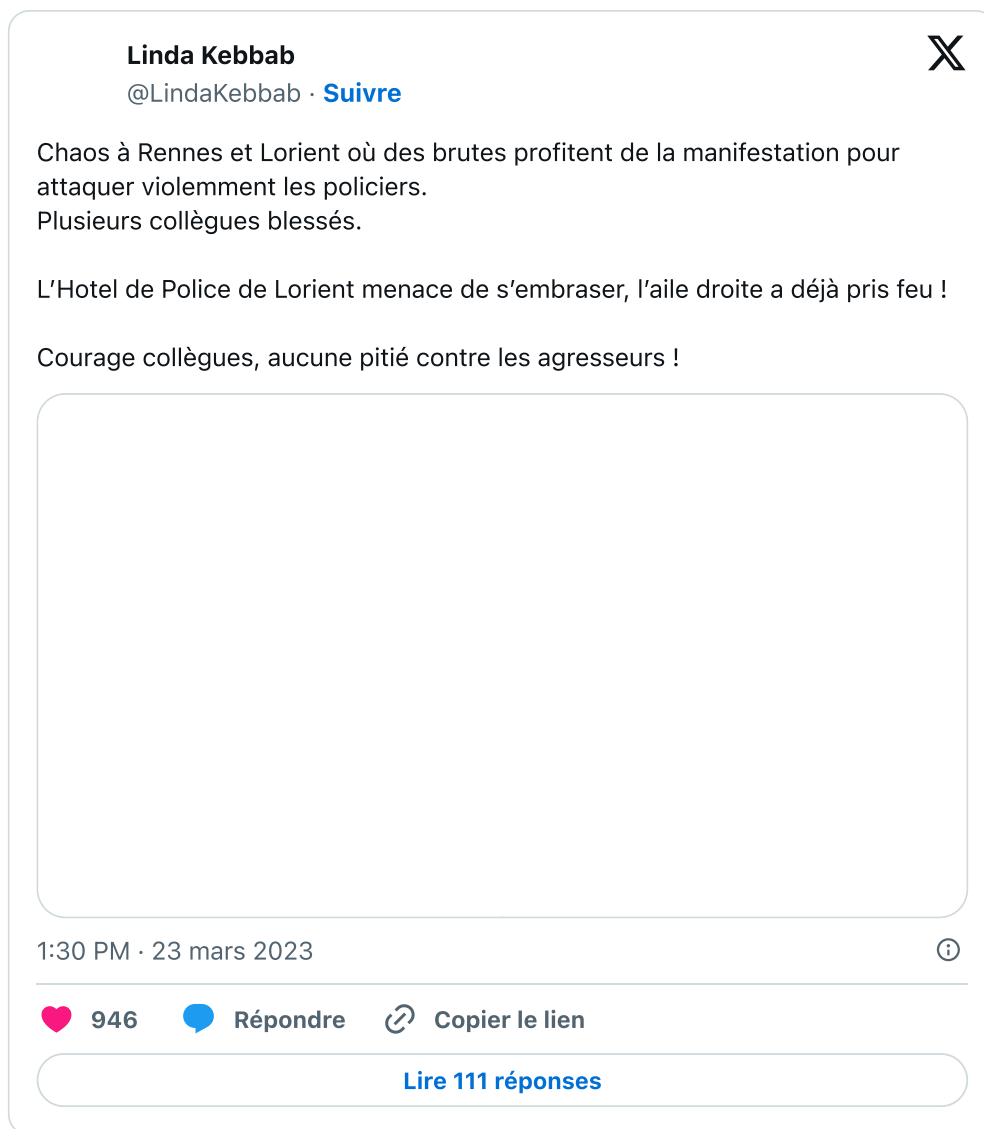 Linda Kebbab
@LindaKebbab · Suivre
Chaos à Rennes et Lorient où des brutes profitent de la manifestation pour
attaquer violemment les policiers.
Plusieurs collègues blessés.
L’Hotel de Police de Lorient menace de s’embraser, l’aile droite a déjà pris feu !
Courage collègues, aucune pitié contre les agresseurs !
1:30 PM · 23 mars 2023
946 Répondre Copier le lien
Lire 111 réponses